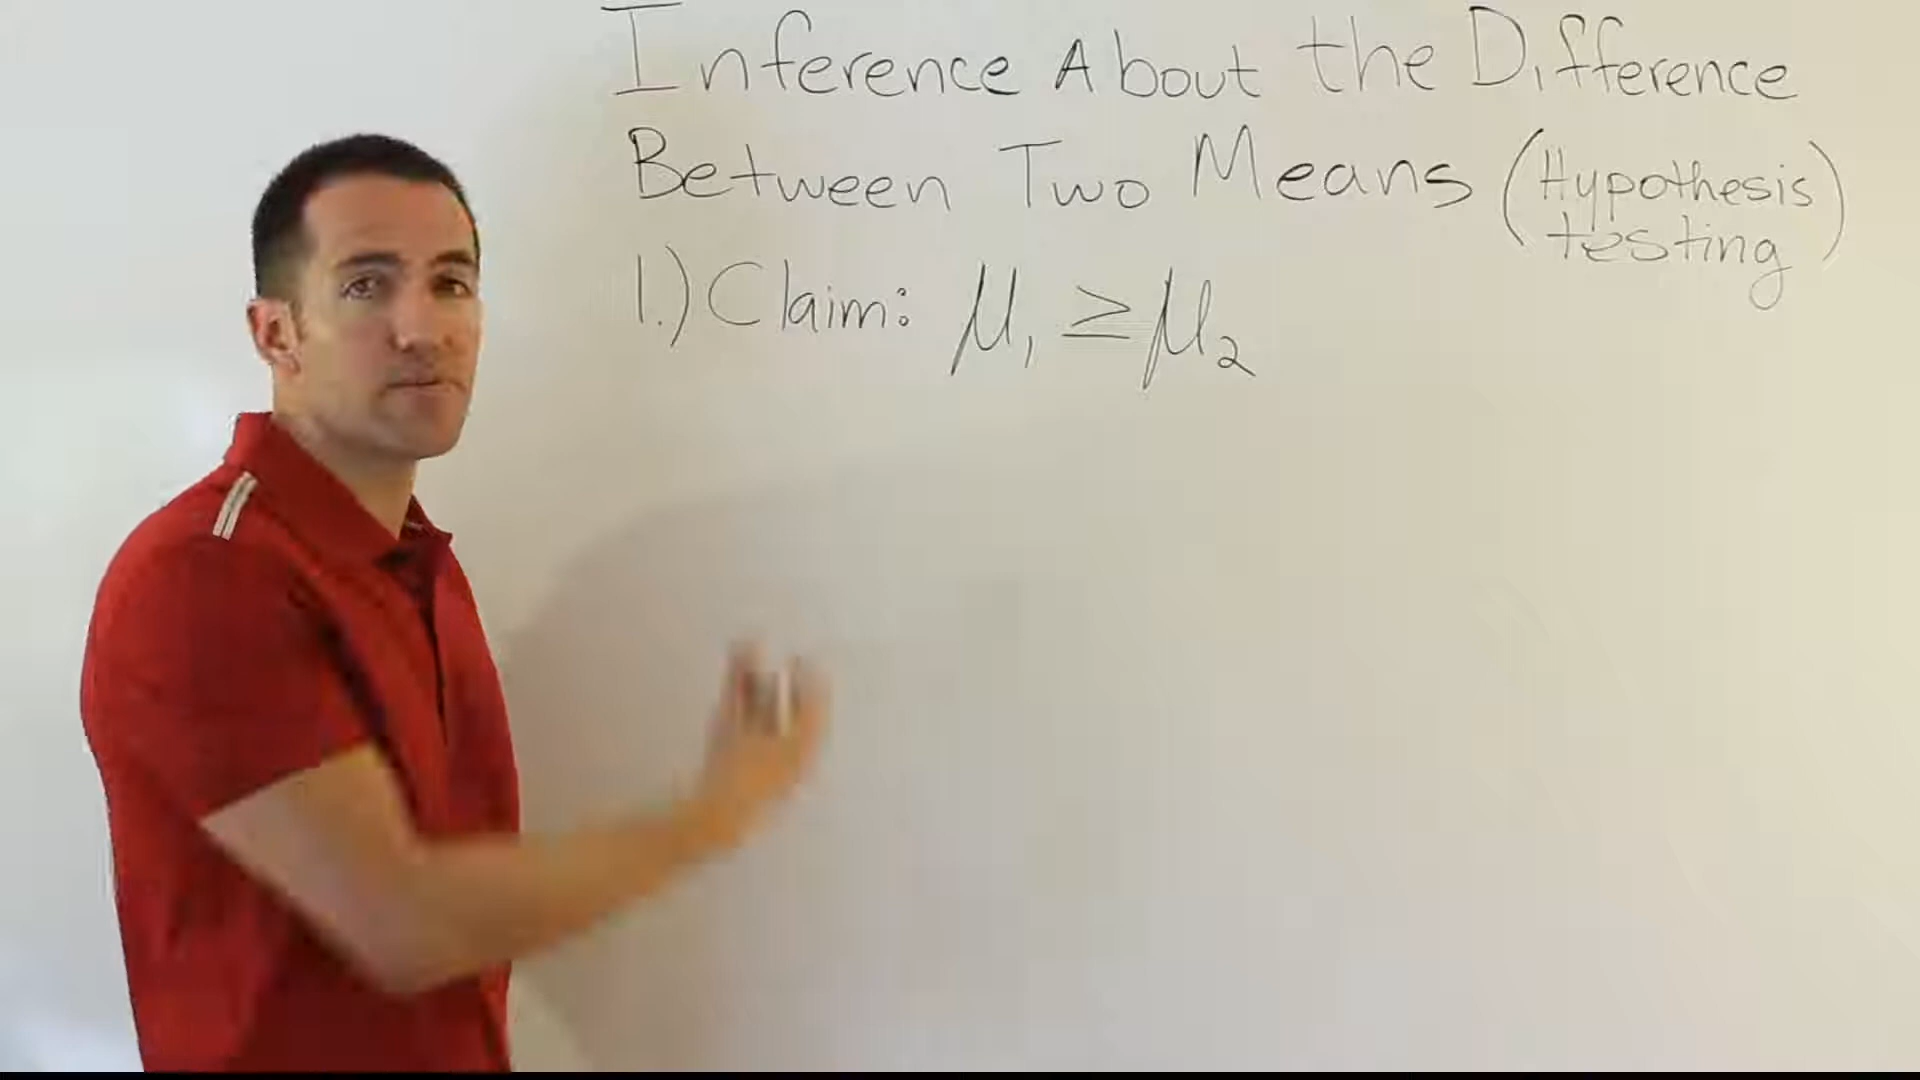 Inference About the Difference
Between Two Means (Hypothesis
testing)
1.) Claim: μ₁ ≥ μ₂